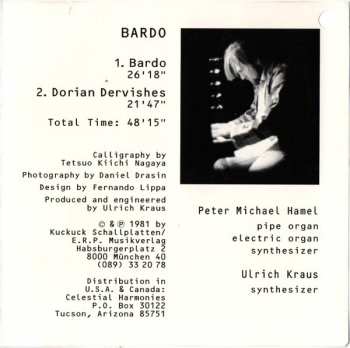 BARDO
1. Bardo
26'18"
2. Dorian Dervishes
21'47"
Total Time: 48'15"
Calligraphy by
Tetsuo Kiichi Nagaya
Photography by Daniel Drasin
Design by Fernando Lippa
Produced and engineered
by Ulrich Kraus
© & ℗ 1981 by
Kuckuck Schallplatten/
E.R.P. Musikverlag
Habsburgerplatz 2
8000 München 40
(089) 33 20 78
Distribution in
U.S.A. & Canada:
Celestial Harmonies
P.O. Box 30122
Tucson, Arizona 85751
Peter Michael Hamel
pipe organ
electric organ
synthesizer
Ulrich Kraus
synthesizer